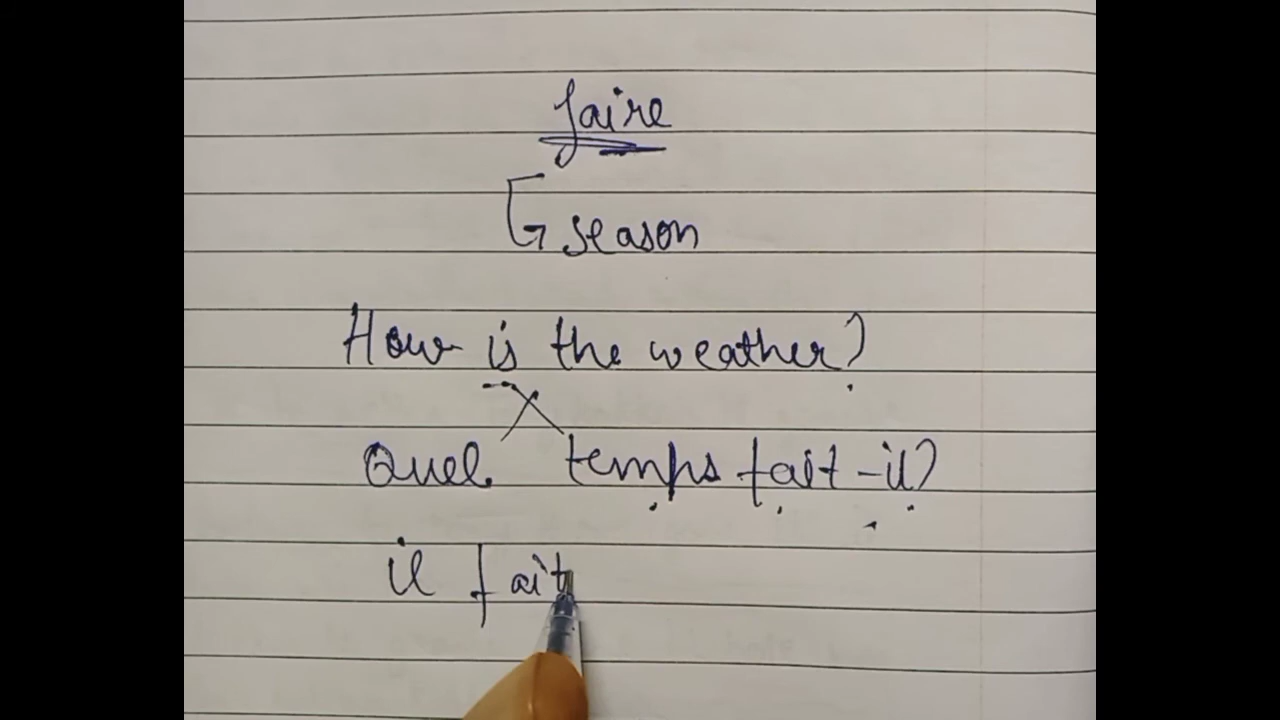 faire
season
How is the weather?
Quel temps fait-il?
il fait